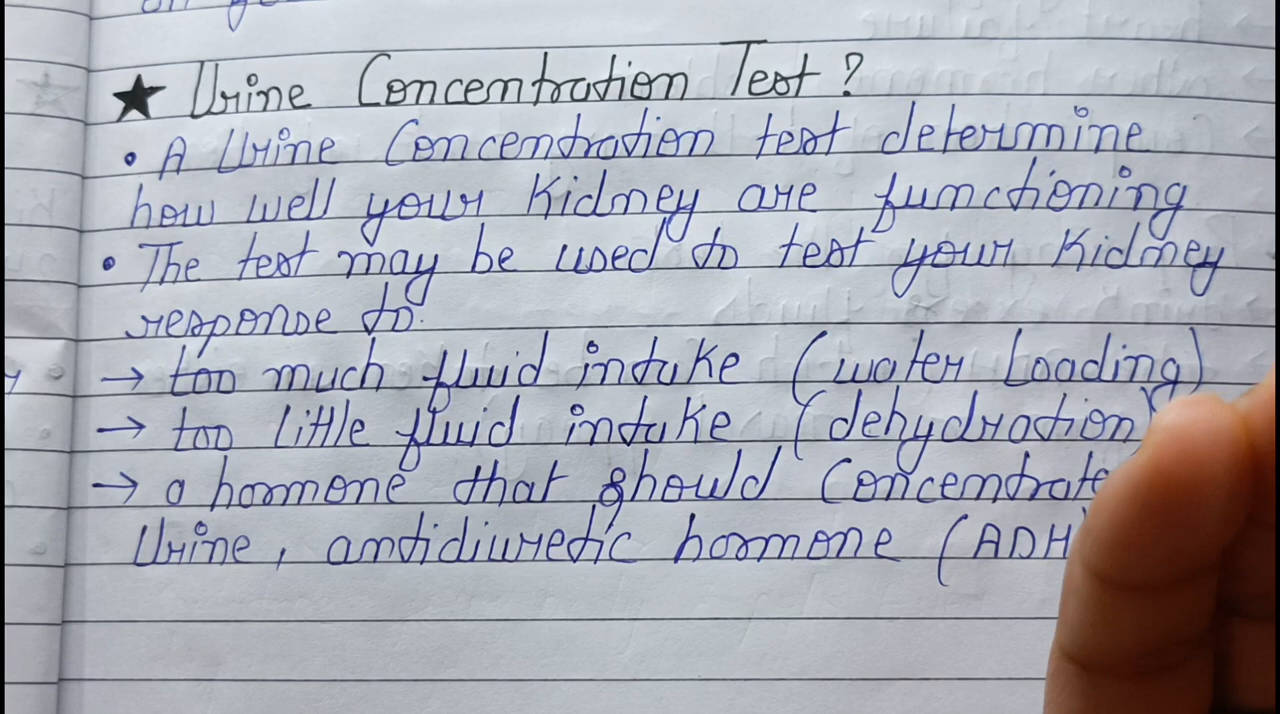 ★ Urine Concentration Test ?
• A Urine Concentration test determine
how well your Kidney are functioning
• The test may be used to test your Kidney
response to.
→ too much fluid intake (water Loading)
→ too little fluid intake (dehydration)
→ a hormone that should Concentrate
Urine, antidiuretic hormone (ADH